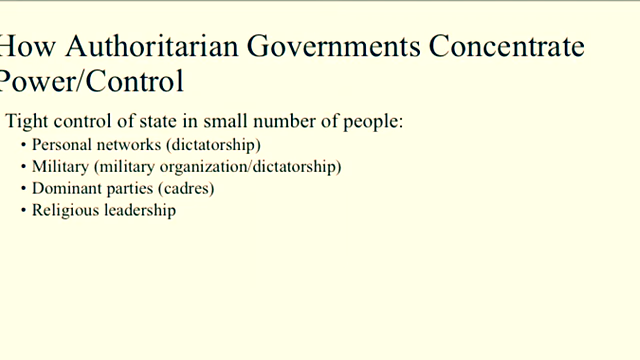 How Authoritarian Governments Concentrate
Power/Control
Tight control of state in small number of people:
• Personal networks (dictatorship)
• Military (military organization/dictatorship)
• Dominant parties (cadres)
• Religious leadership